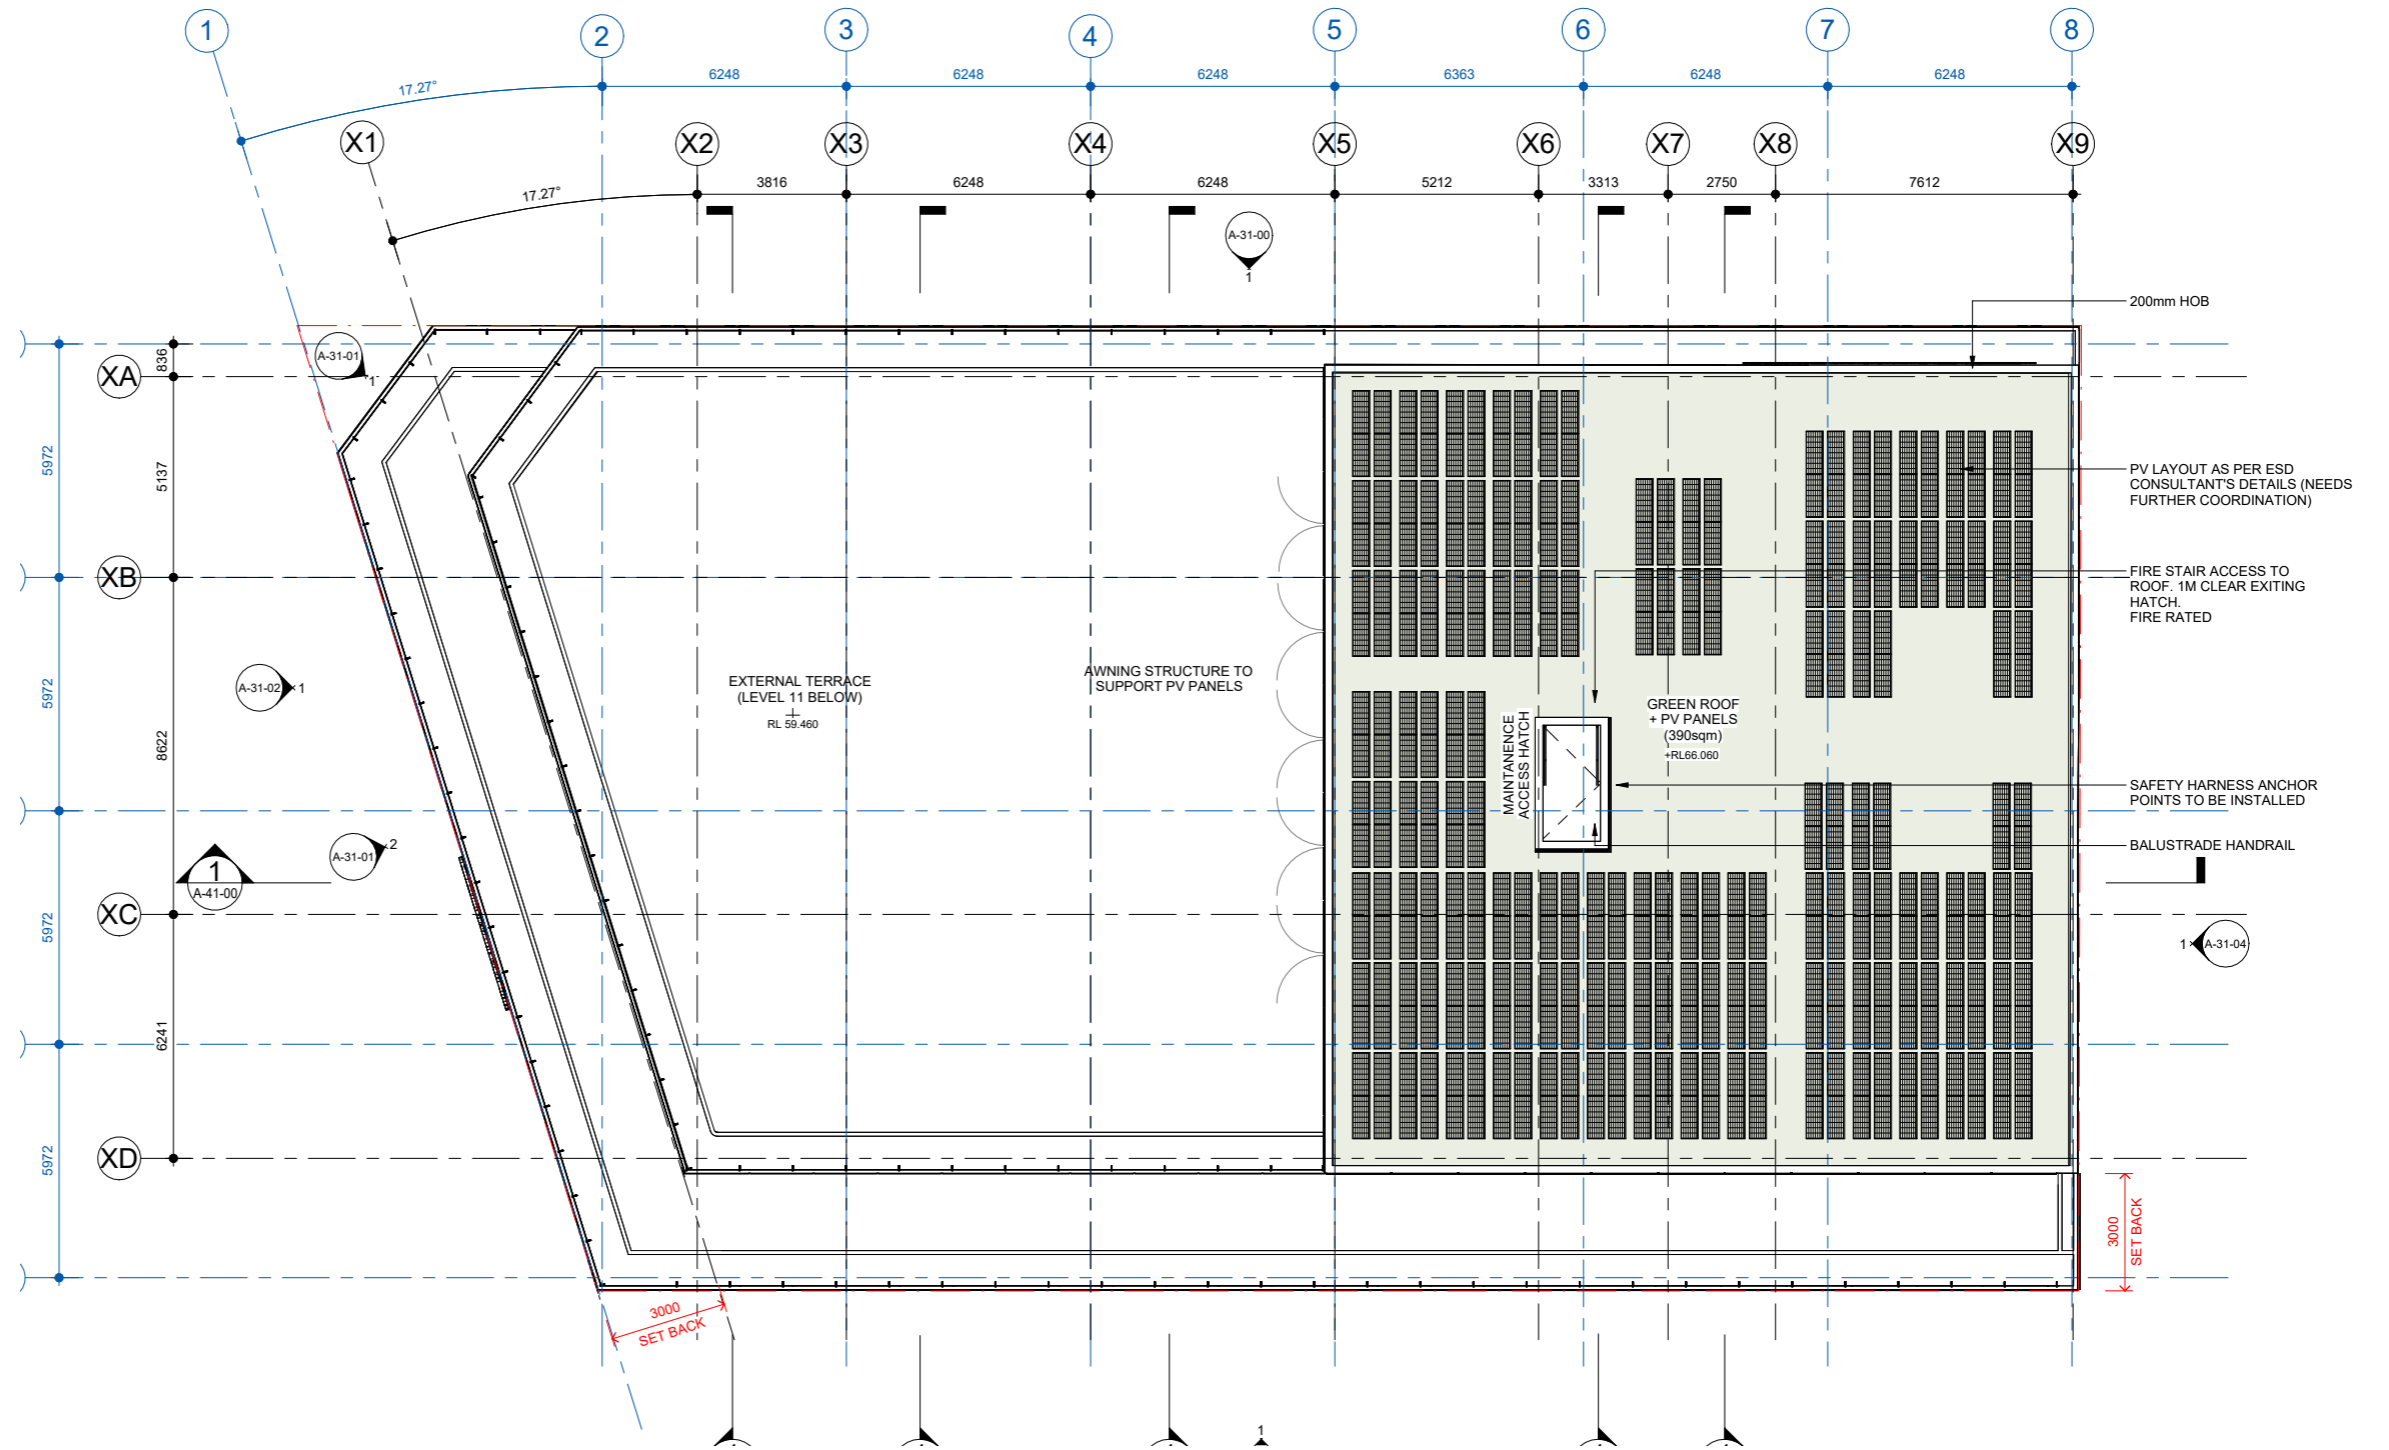 1
2
3
4
5
6
7
8
17.27°
6248
6248
6248
6363
6248
6248
X1
X2
X3
X4
X5
X6
X7
X8
X9
17.27°
3816
6248
6248
5212
3313
2750
7612
A-31-00
1
200mm HOB
836
A-31-01
1
XA
5972
5137
PV LAYOUT AS PER ESD
CONSULTANT'S DETAILS (NEEDS
FURTHER COORDINATION)
XB
FIRE STAIR ACCESS TO
ROOF. 1M CLEAR EXITING
HATCH.
FIRE RATED
A-31-02
1
5972
8622
EXTERNAL TERRACE
(LEVEL 11 BELOW)
RL 59.460
AWNING STRUCTURE TO
SUPPORT PV PANELS
MAINTANENCE
ACCESS HATCH
GREEN ROOF
+ PV PANELS
(390sqm)
+RL66.060
SAFETY HARNESS ANCHOR
POINTS TO BE INSTALLED
BALUSTRADE HANDRAIL
A-31-01
2
1
A-41-00
XC
5972
1
A-31-04
6241
XD
5972
3000
SET BACK
3000
SET BACK
1